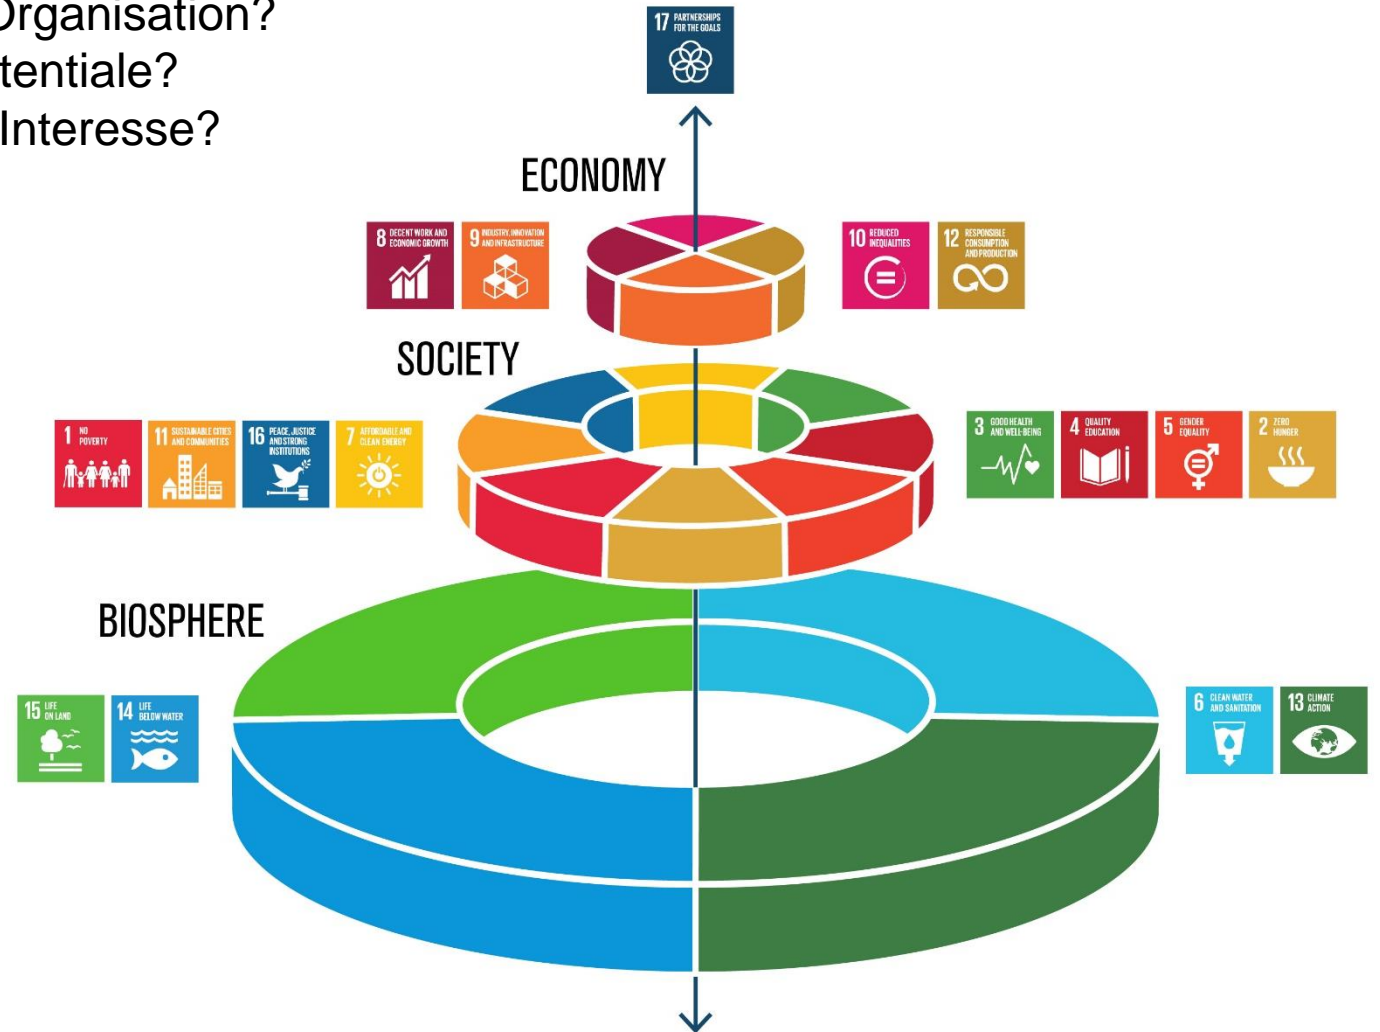 Organisation?
tentiale?
Interesse?
17 PARTNERSHIPS
FOR THE GOALS
ECONOMY
8 DECENT WORK AND
ECONOMIC GROWTH
9 INDUSTRY, INNOVATION
AND INFRASTRUCTURE
10 REDUCED
INEQUALITIES
12 RESPONSIBLE
CONSUMPTION
AND PRODUCTION
SOCIETY
1 NO
POVERTY
11 SUSTAINABLE CITIES
AND COMMUNITIES
16 PEACE, JUSTICE
AND STRONG
INSTITUTIONS
7 AFFORDABLE AND
CLEAN ENERGY
3 GOOD HEALTH
AND WELL-BEING
4 QUALITY
EDUCATION
5 GENDER
EQUALITY
2 ZERO
HUNGER
BIOSPHERE
15 LIFE
ON LAND
14 LIFE
BELOW WATER
6 CLEAN WATER
AND SANITATION
13 CLIMATE
ACTION